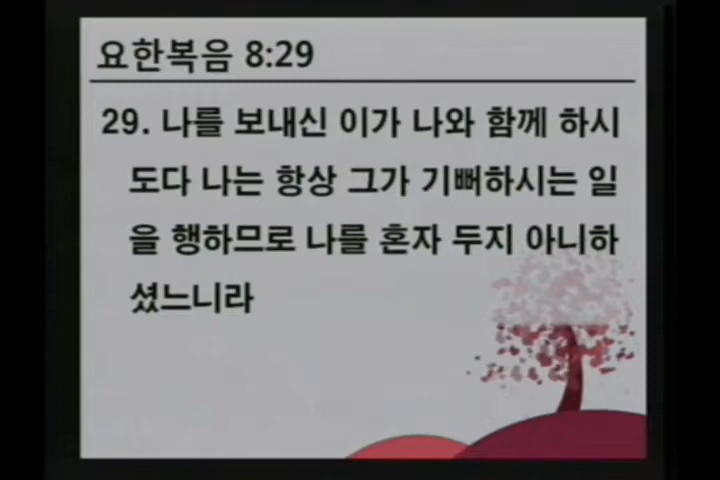 요한복음 8:29
29. 나를 보내신 이가 나와 함께 하시
도다 나는 항상 그가 기뻐하시는 일
을 행하므로 나를 혼자 두지 아니하
셨느니라